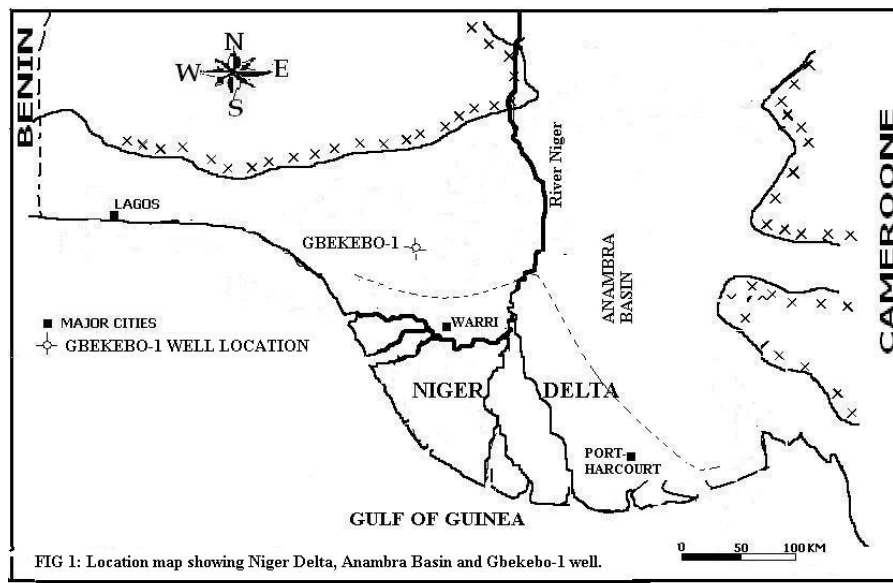 BENIN
N
W E
S
LAGOS
River Niger
CAMEROONE
GBEKEBO-1
ANAMBRA
BASIN
MAJOR CITIES
WARRI
GBEKEBO-1 WELL LOCATION
NIGER DELTA
PORT-
HARCOURT
GULF OF GUINEA
FIG 1: Location map showing Niger Delta, Anambra Basin and Gbekebo-1 well.
0 50 100 KM